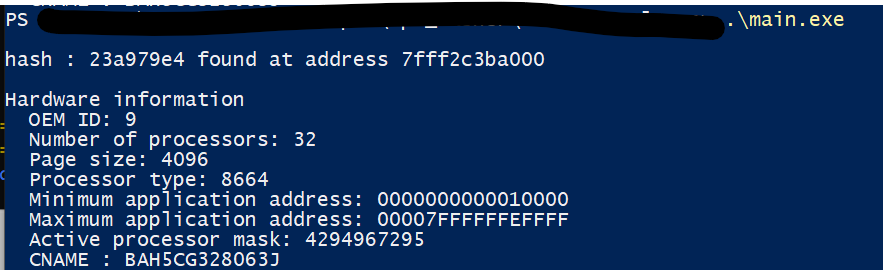 PS .\main.exe
hash : 23a979e4 found at address 7fff2c3ba000
Hardware information
OEM ID: 9
Number of processors: 32
Page size: 4096
Processor type: 8664
Minimum application address: 0000000000010000
Maximum application address: 00007FFFFFFEFFFF
Active processor mask: 4294967295
CNAME : BAH5CG328063J